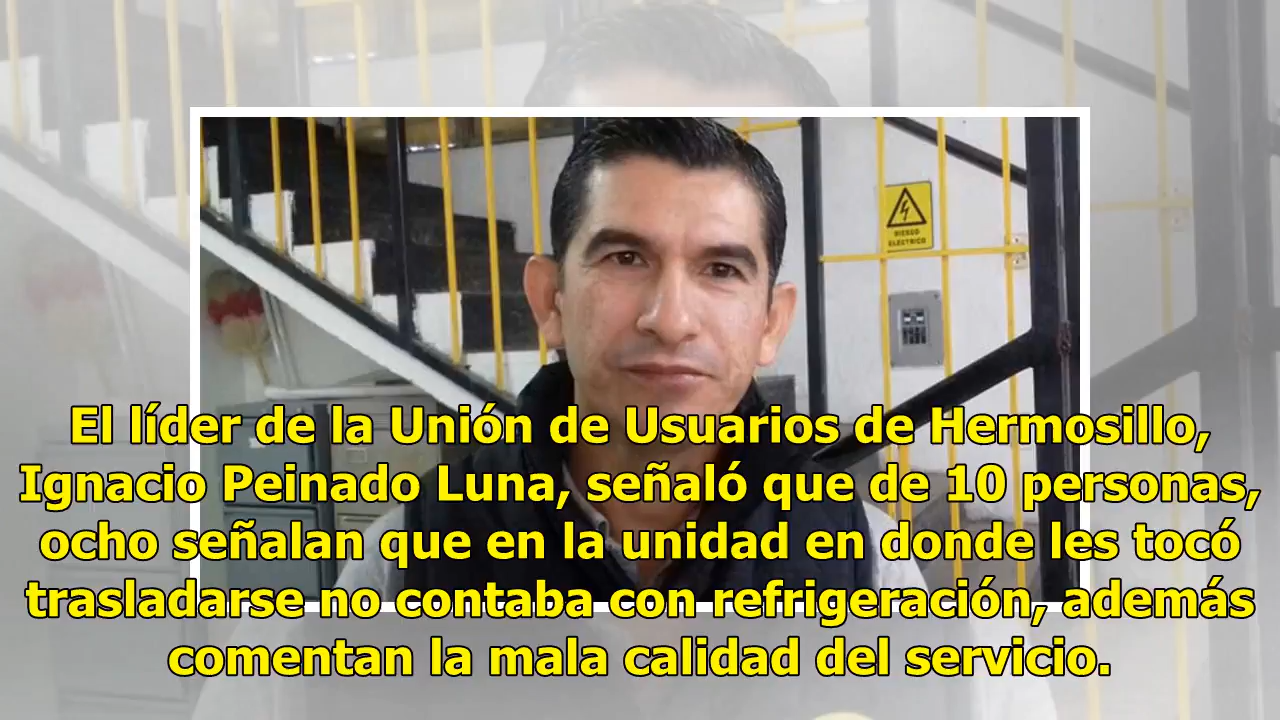 RIESGO
ELECTRICO
El líder de la Unión de Usuarios de Hermosillo,
Ignacio Peinado Luna, señaló que de 10 personas,
ocho señalan que en la unidad en donde les tocó
trasladarse no contaba con refrigeración, además
comentan la mala calidad del servicio.